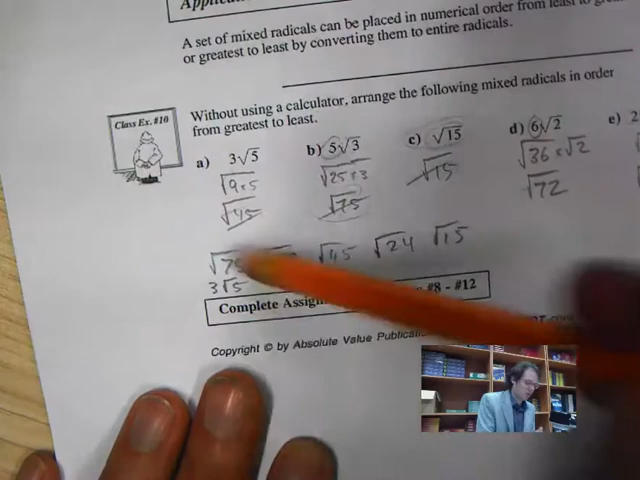 A set of mixed radicals can be placed in numerical order from least to
or greatest to least by converting them to entire radicals.
Class Ex. #10
Without using a calculator, arrange the following mixed radicals in order
from greatest to least.
a) 3√5 b) 5√3 c) √15 d) 6√2 e) 2
√9×5 √25×3 √15 √36×√2
√45 √75 √72
√75 √45 √24 √15
3√5
Complete #8 - #12
Copyright © by Absolute Value